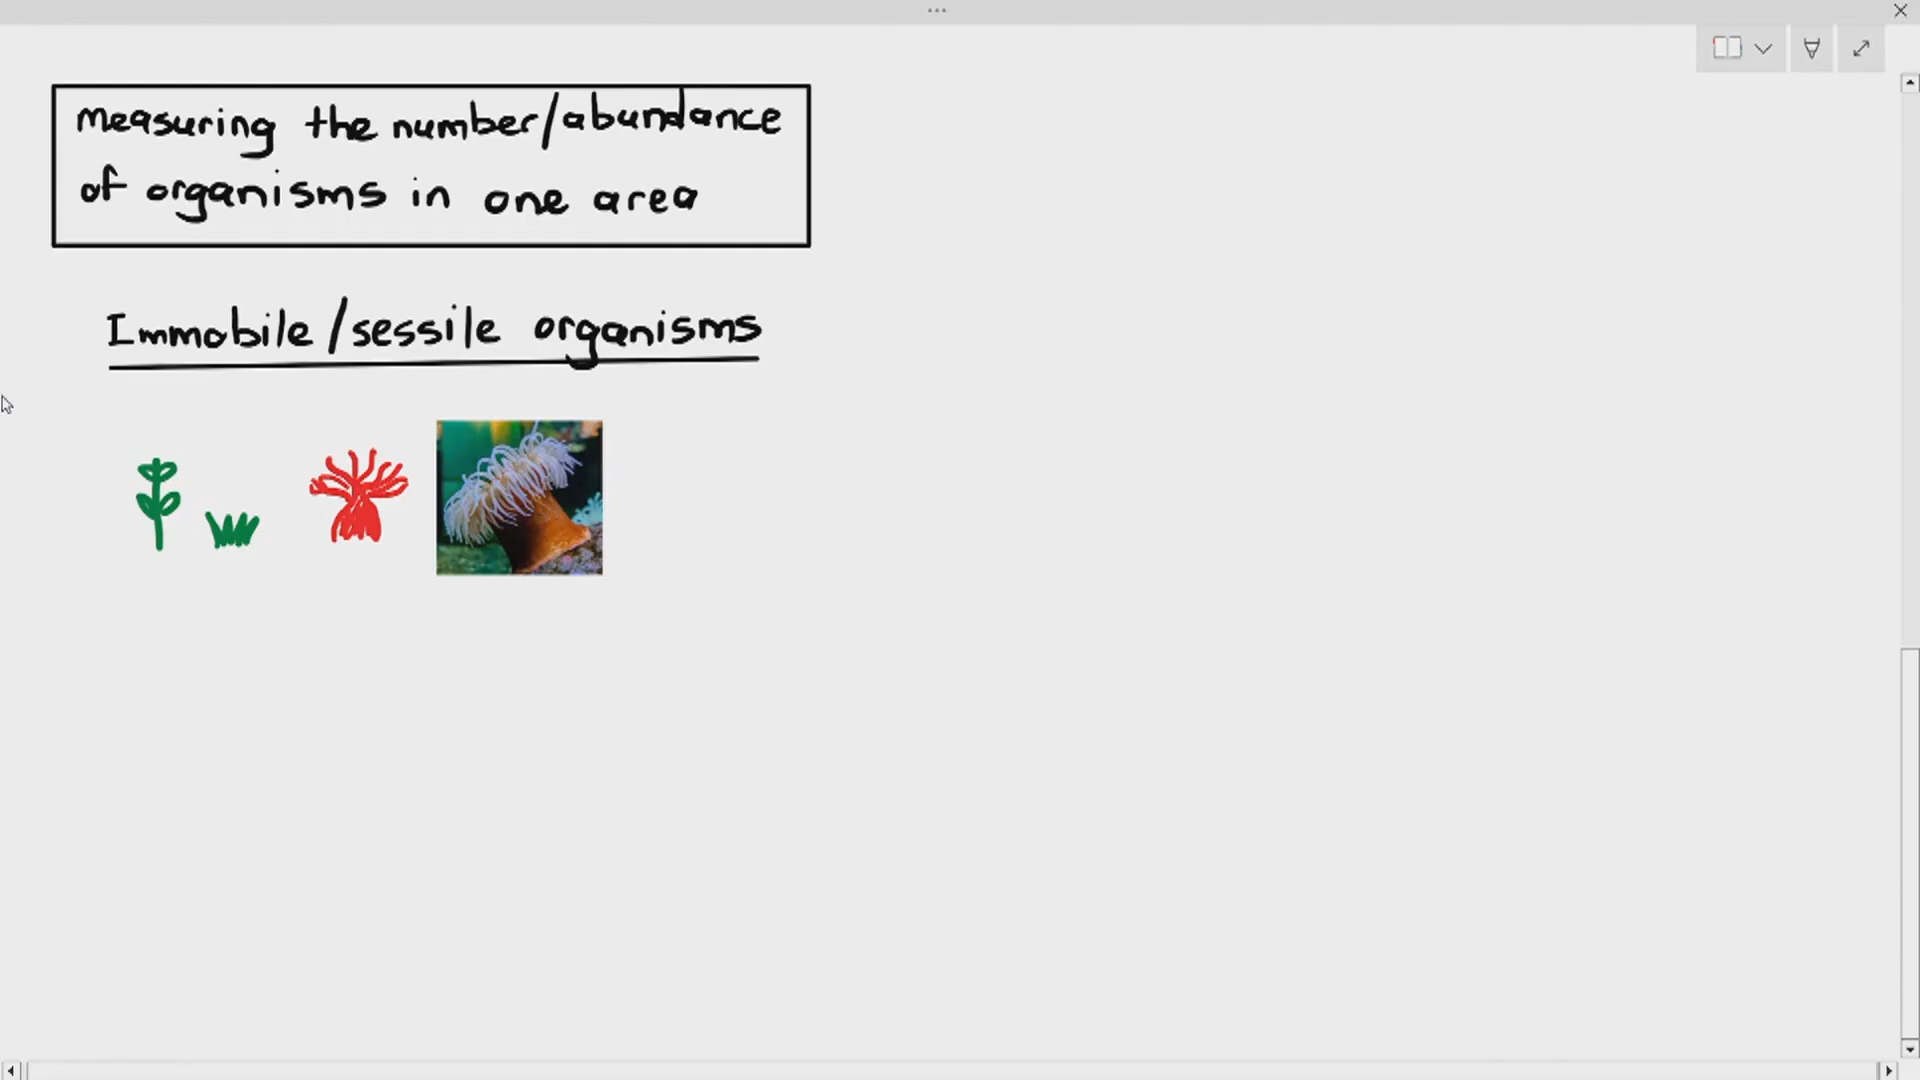 measuring the number/abundance
of organisms in one area
Immobile/sessile organisms